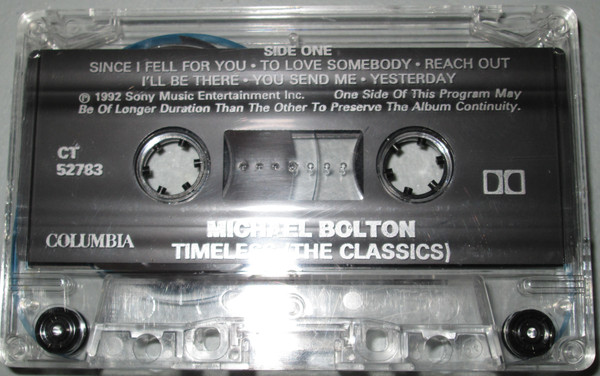 SIDE ONE
SINCE I FELL FOR YOU • TO LOVE SOMEBODY • REACH OUT
I'LL BE THERE • YOU SEND ME • YESTERDAY
℗ 1992 Sony Music Entertainment Inc. One Side Of This Program May
Be Of Longer Duration Than The Other To Preserve The Album Continuity.
CT
52783
MICHAEL BOLTON
COLUMBIA
TIMELESS (THE CLASSICS)